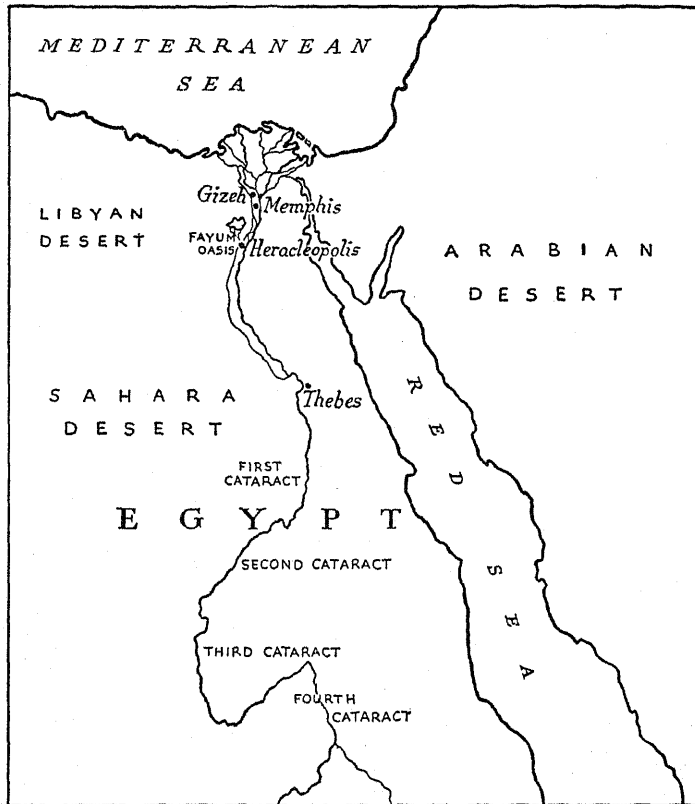 MEDITERRANEAN
SEA
Gizeh
Memphis
LIBYAN
DESERT
FAYUM
OASIS
Heracleopolis
ARABIAN
DESERT
SAHARA
DESERT
Thebes
RED SEA
FIRST
CATARACT
EGYPT
SECOND CATARACT
THIRD CATARACT
FOURTH
CATARACT